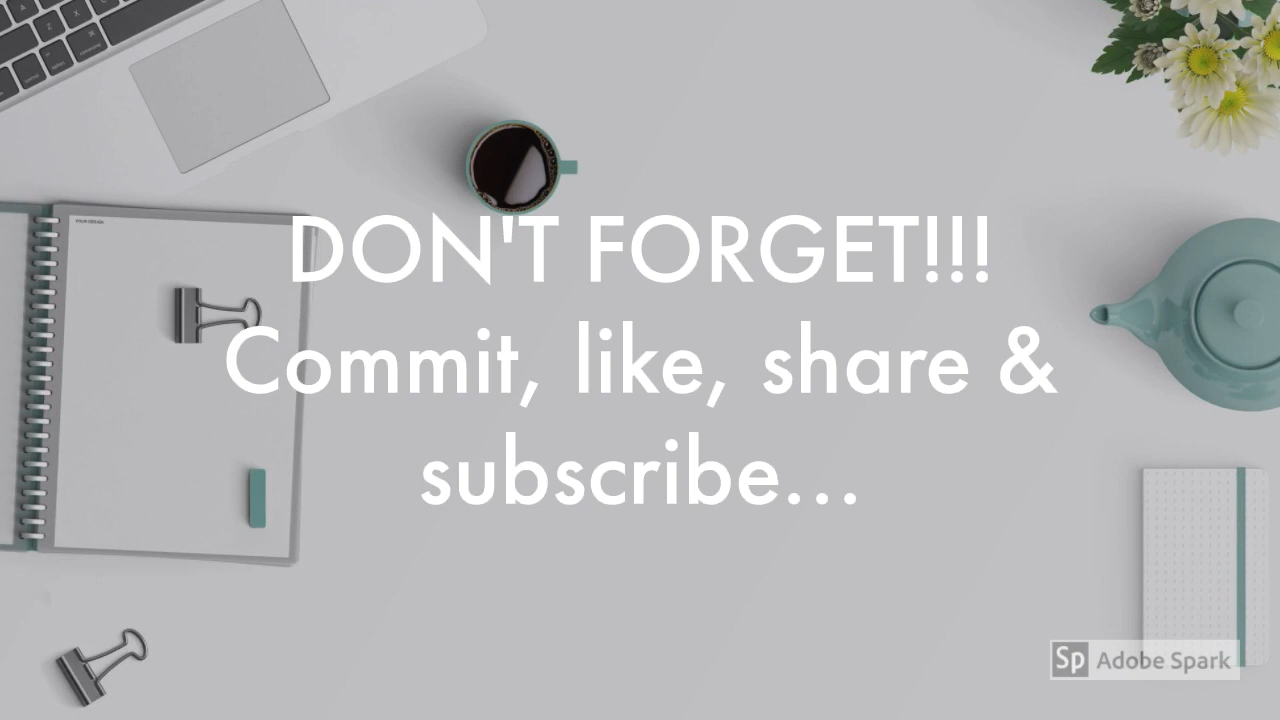 DON'T FORGET!!!
Commit, like, share &
subscribe...
Sp Adobe Spark